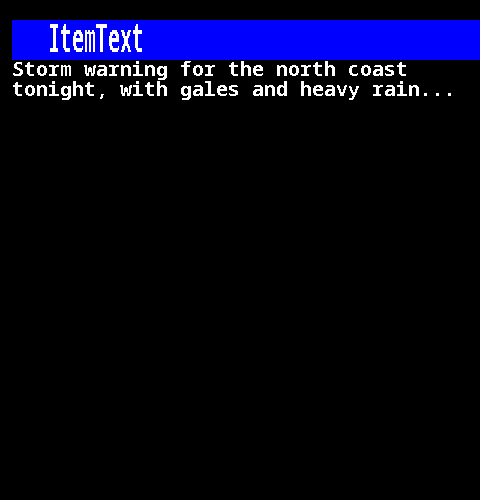 ItemText
Storm warning for the north coast
tonight, with gales and heavy rain...